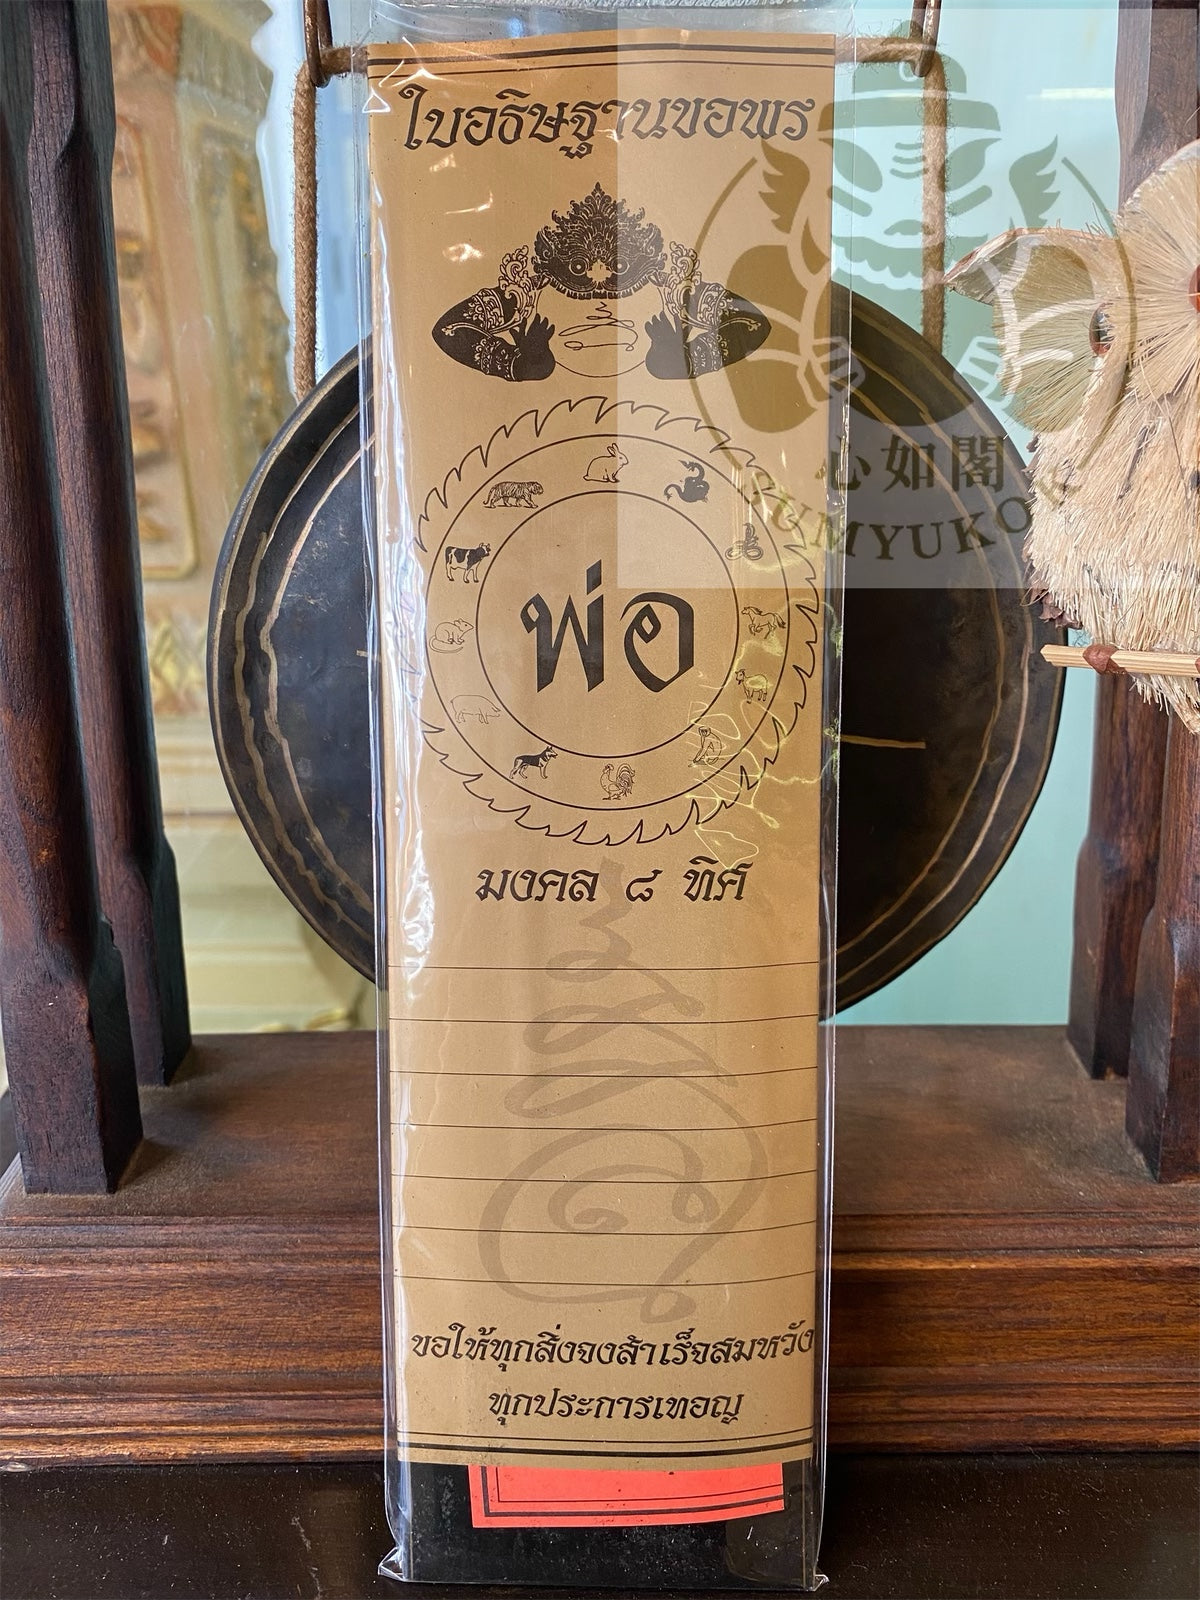 ใบอธิษฐานขอพร
พ่อ
มงคล ๘ ทิศ
ขอให้ทุกสิ่งจงสำเร็จสมหวัง
ทุกประการเทอญ
心如閣
SUMYUKOK